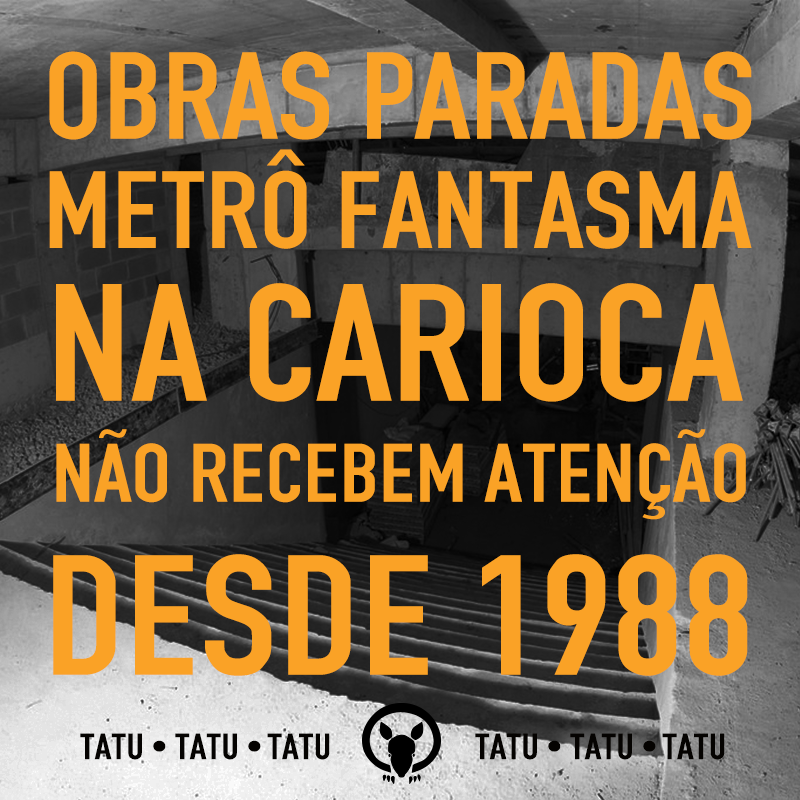 OBRAS PARADAS
METRÔ FANTASMA
NA CARIOCA
NÃO RECEBEM ATENÇÃO
DESDE 1988
TATU • TATU • TATU TATU • TATU • TATU